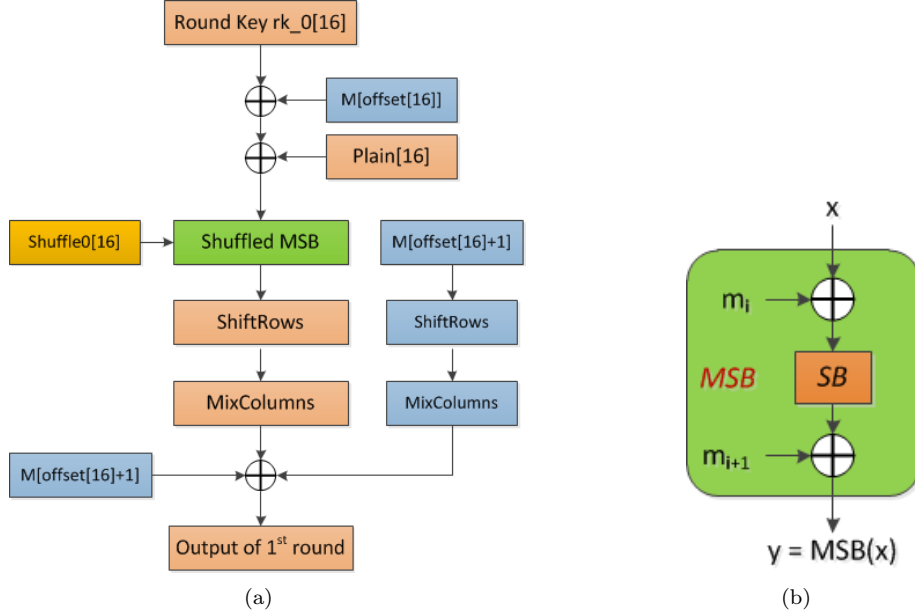 Round Key rk_0[16]
M[offset[16]]
Plain[16]
Shuffle0[16]
Shuffled MSB
M[offset[16]+1]
ShiftRows
ShiftRows
MixColumns
MixColumns
M[offset[16]+1]
Output of 1st round
(a)
x
mi
MSB
SB
mi+1
y = MSB(x)
(b)